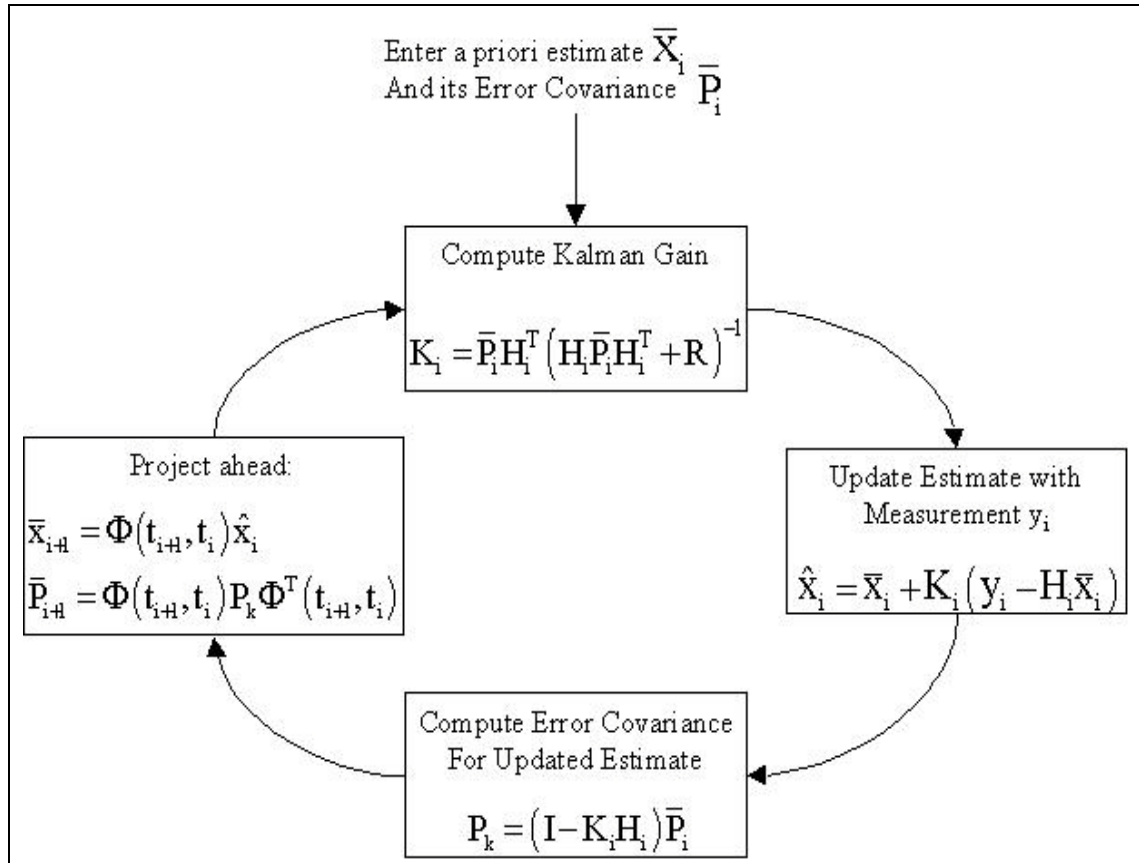 Enter a priori estimate X̅ᵢ
And its Error Covariance P̅ᵢ
Compute Kalman Gain
Kᵢ = P̅ᵢHᵢᵀ(HᵢP̅ᵢHᵢᵀ + R)⁻¹
Update Estimate with
Measurement yᵢ
x̂ᵢ = x̅ᵢ + Kᵢ(yᵢ − Hᵢx̅ᵢ)
Compute Error Covariance
For Updated Estimate
Pₖ = (I − KᵢHᵢ)P̅ᵢ
Project ahead:
x̅ᵢ₊₁ = Φ(tᵢ₊₁, tᵢ)x̂ᵢ
P̅ᵢ₊₁ = Φ(tᵢ₊₁, tᵢ)PₖΦᵀ(tᵢ₊₁, tᵢ)